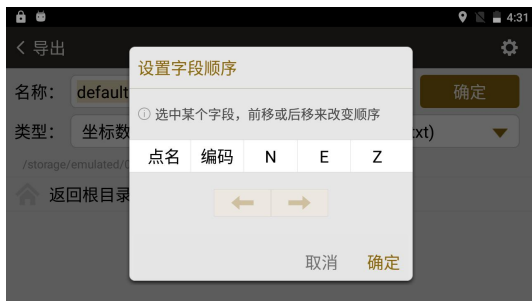 4:31
导出
设置字段顺序
名称： default
确定
ⓘ 选中某个字段，前移或后移来改变顺序
类型： 坐标数
txt)
点名 编码 N E Z
/storage/emulated/0
返回根目录
取消 确定